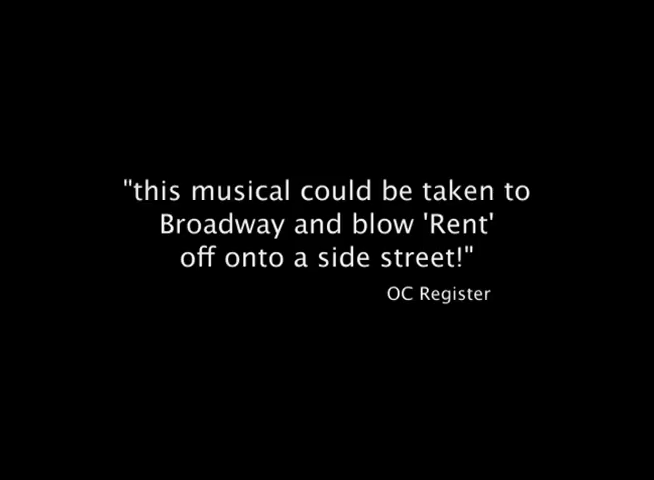 "this musical could be taken to
Broadway and blow 'Rent'
off onto a side street!"
OC Register